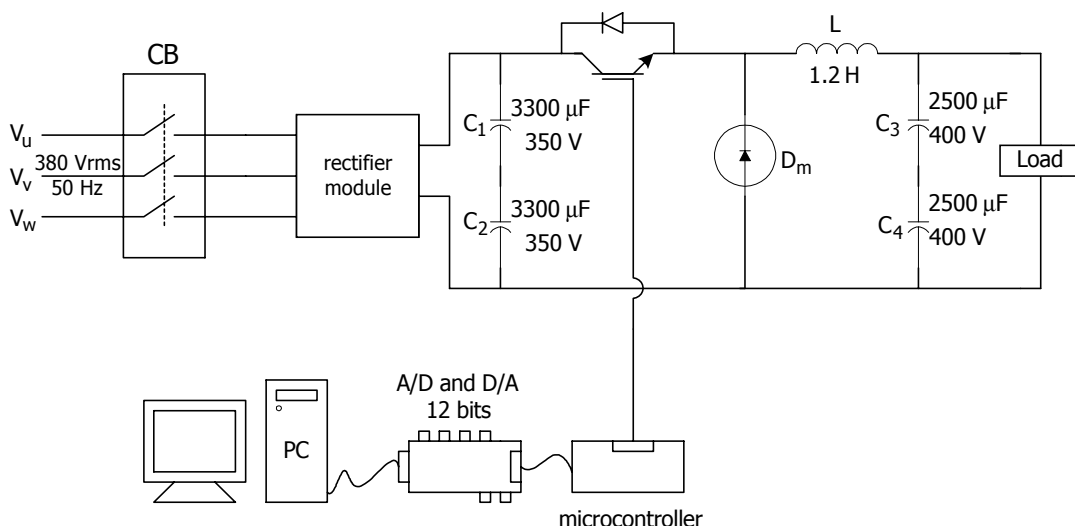 CB
L
1.2 H
Vu
380 Vrms
Vv
50 Hz
Vw
rectifier
module
C1
3300 μF
350 V
C2
3300 μF
350 V
Dm
C3
2500 μF
400 V
C4
2500 μF
400 V
Load
PC
A/D and D/A
12 bits
microcontroller